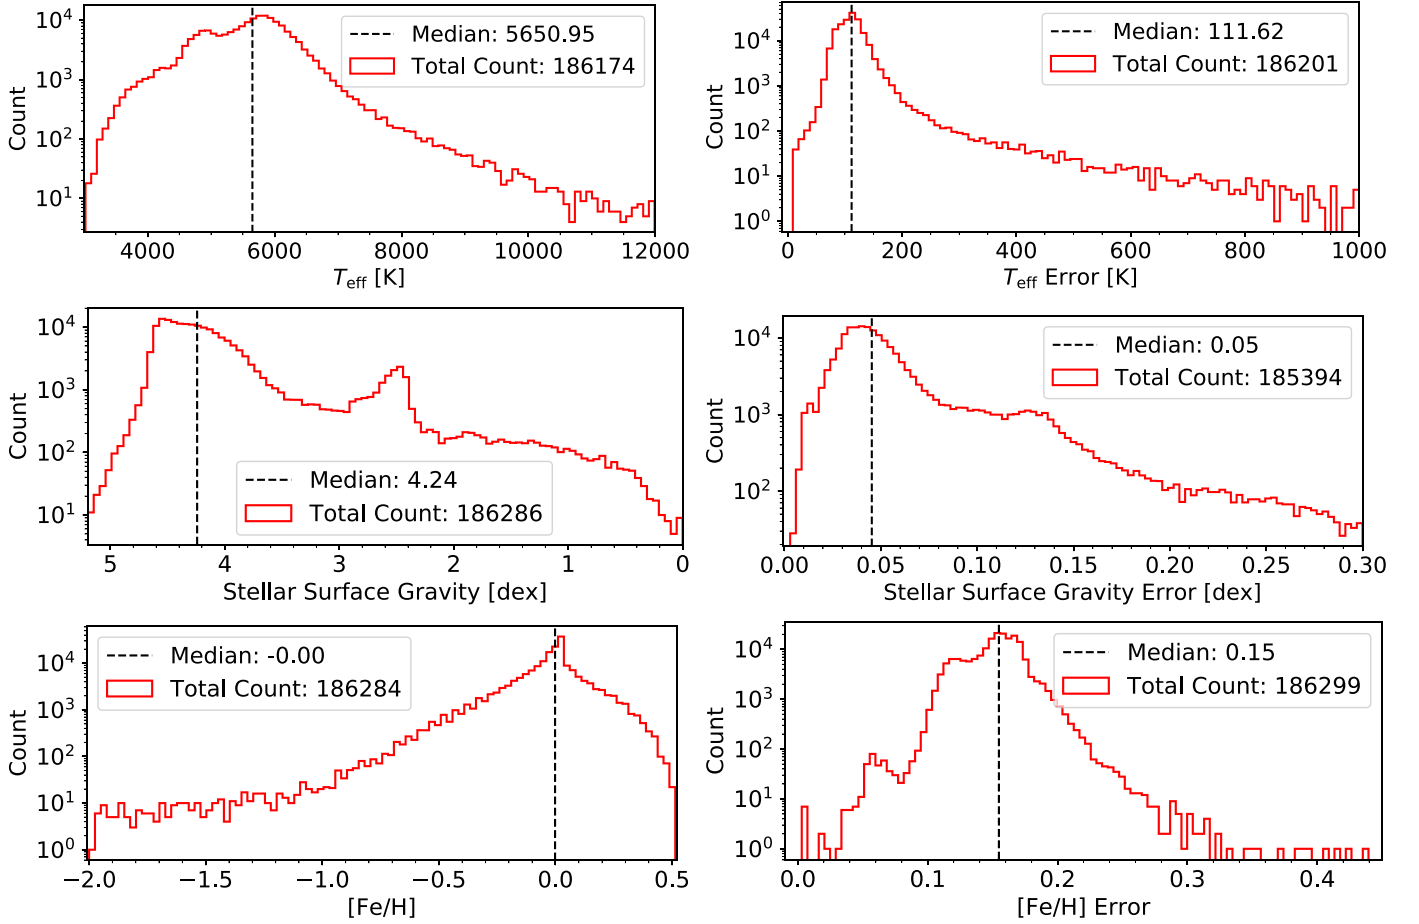 10⁴
10³
10²
10¹
Count
Median: 5650.95
Total Count: 186174
4000
6000
8000
10000
12000
T_eff [K]
10⁴
10³
10²
10¹
10⁰
Count
Median: 111.62
Total Count: 186201
0
200
400
600
800
1000
T_eff Error [K]
10⁴
10³
10²
10¹
Count
Median: 4.24
Total Count: 186286
5
4
3
2
1
0
Stellar Surface Gravity [dex]
10⁴
10³
10²
Count
Median: 0.05
Total Count: 185394
0.00
0.05
0.10
0.15
0.20
0.25
0.30
Stellar Surface Gravity Error [dex]
10⁴
10³
10²
10¹
10⁰
Count
Median: -0.00
Total Count: 186284
−2.0
−1.5
−1.0
−0.5
0.0
0.5
[Fe/H]
10⁴
10³
10²
10¹
10⁰
Count
Median: 0.15
Total Count: 186299
0.0
0.1
0.2
0.3
0.4
[Fe/H] Error